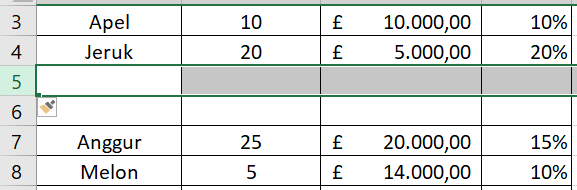 3 Apel 10 £ 10.000,00 10%
4 Jeruk 20 £ 5.000,00 20%
5
6
7 Anggur 25 £ 20.000,00 15%
8 Melon 5 £ 14.000,00 10%